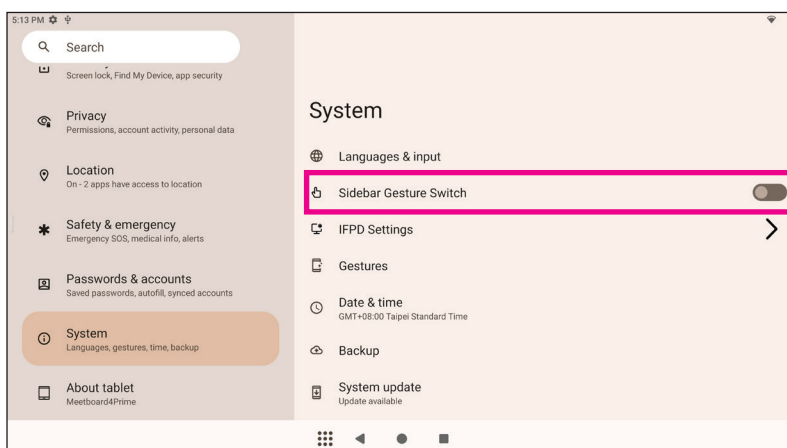 5:13 PM
Search
Screen lock, Find My Device, app security
Privacy
Permissions, account activity, personal data
Location
On - 2 apps have access to location
Safety & emergency
Emergency SOS, medical info, alerts
Passwords & accounts
Saved passwords, autofill, synced accounts
System
Languages, gestures, time, backup
About tablet
Meetboard4Prime
System
Languages & input
Sidebar Gesture Switch
IFPD Settings
Gestures
Date & time
GMT+08:00 Taipei Standard Time
Backup
System update
Update available